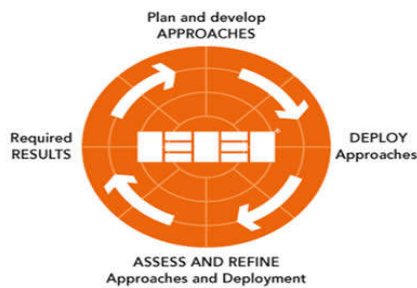 Plan and develop
APPROACHES
Required
RESULTS
DEPLOY
Approaches
ASSESS AND REFINE
Approaches and Deployment